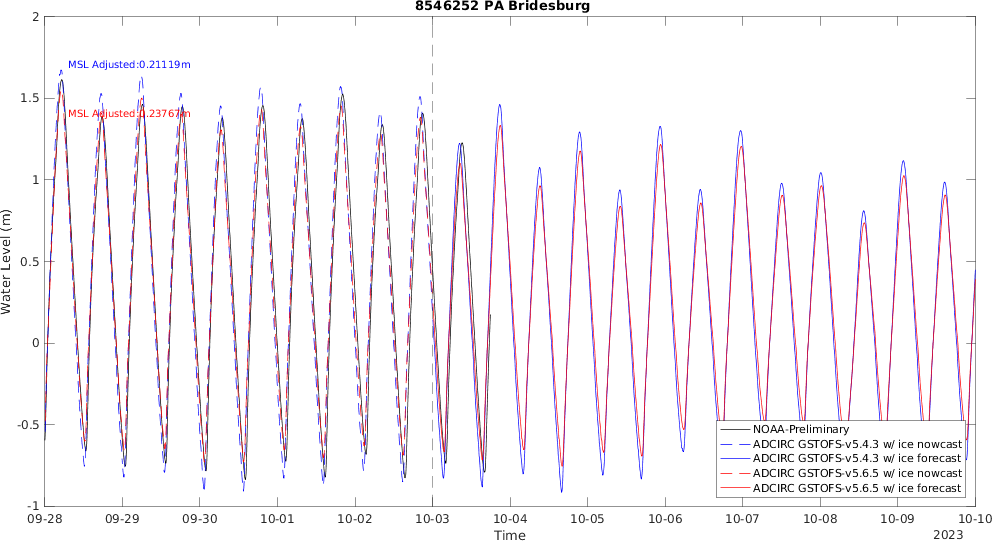 8546252 PA Bridesburg
2
1.5
1
0.5
0
-0.5
-1
Water Level (m)
MSL Adjusted:0.21119m
MSL Adjusted:0.23767m
NOAA-Preliminary
ADCIRC GSTOFS-v5.4.3 w/ ice nowcast
ADCIRC GSTOFS-v5.4.3 w/ ice forecast
ADCIRC GSTOFS-v5.6.5 w/ ice nowcast
ADCIRC GSTOFS-v5.6.5 w/ ice forecast
09-28 09-29 09-30 10-01 10-02 10-03 10-04 10-05 10-06 10-07 10-08 10-09 10-10
Time
2023